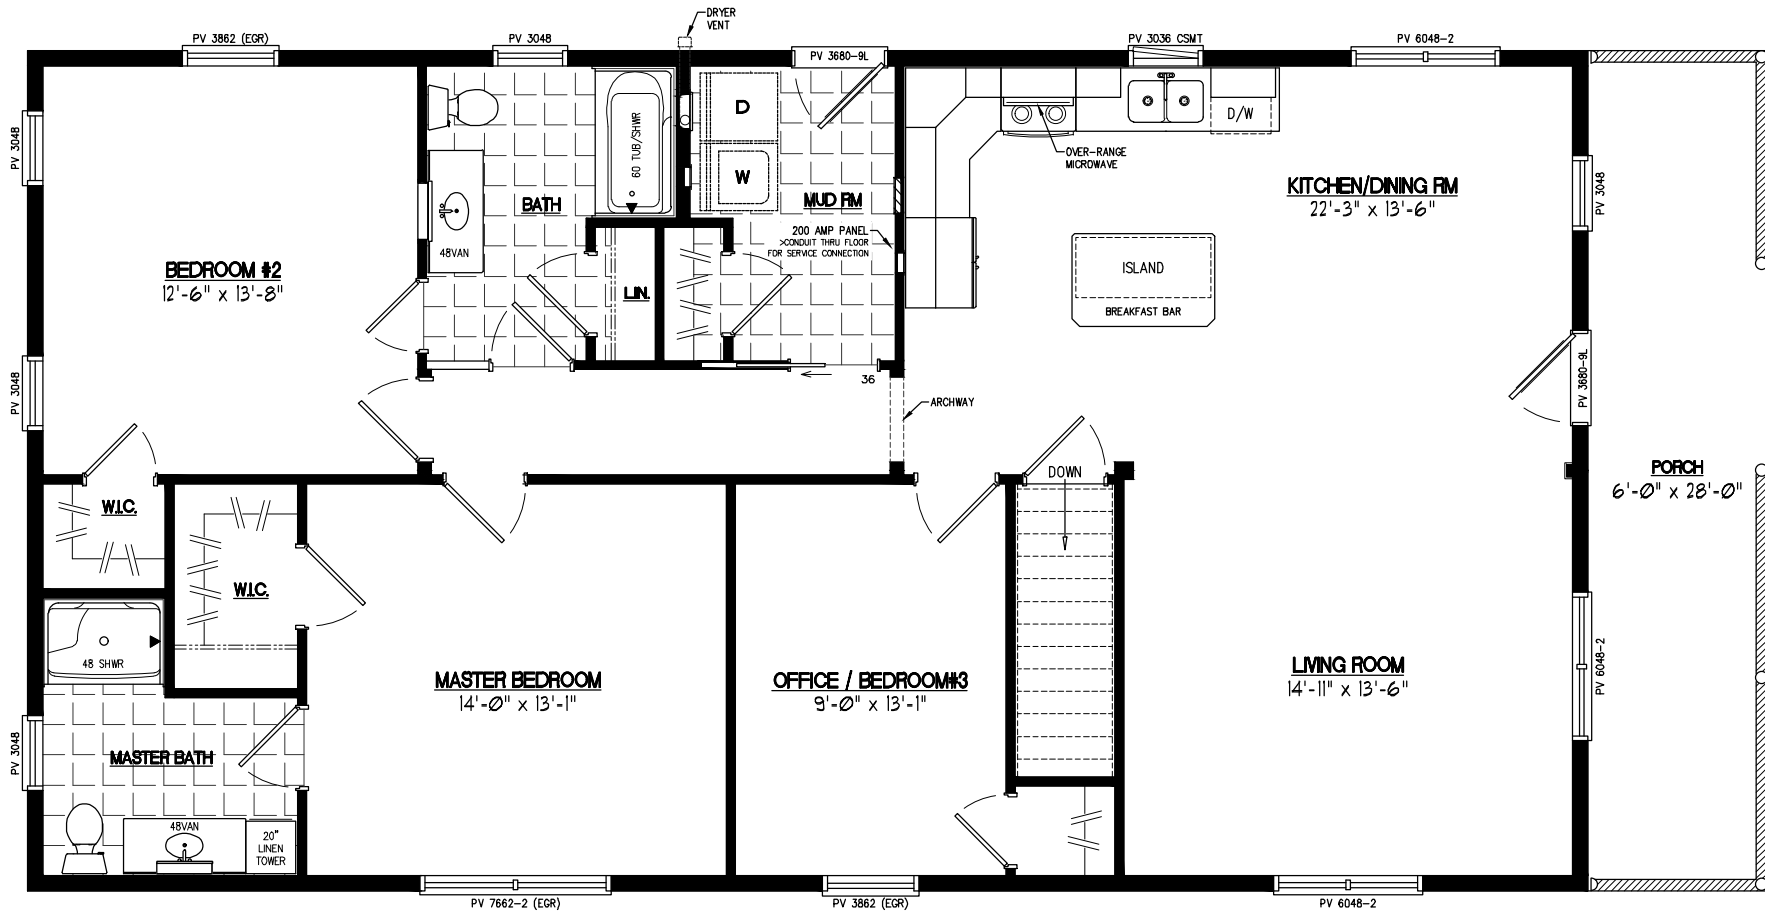 DRYER
VENT
PV 3862 (EGR)
PV 3048
PV 3680-9L
PV 3036 CSMT
PV 6048-2
PV 3048
D
W
60 TUB/SHWR
BATH
MUD RM
D/W
OVER-RANGE
MICROWAVE
KITCHEN/DINING RM
22'-3" x 13'-6"
PV 3048
200 AMP PANEL
>CONDUIT THRU FLOOR
FOR SERVICE CONNECTION
48VAN
BEDROOM #2
12'-6" x 13'-8"
LIN.
ISLAND
BREAKFAST BAR
PV 3048
36
ARCHWAY
PV 3680-9L
DOWN
PORCH
6'-0" x 28'-0"
W.I.C.
W.I.C.
48 SHWR
MASTER BEDROOM
14'-0" x 13'-1"
OFFICE / BEDROOM#3
9'-0" x 13'-1"
LIVING ROOM
14'-11" x 13'-6"
PV 6048-2
PV 3048
MASTER BATH
48VAN
20"
LINEN
TOWER
PV 7662-2 (EGR)
PV 3862 (EGR)
PV 6048-2